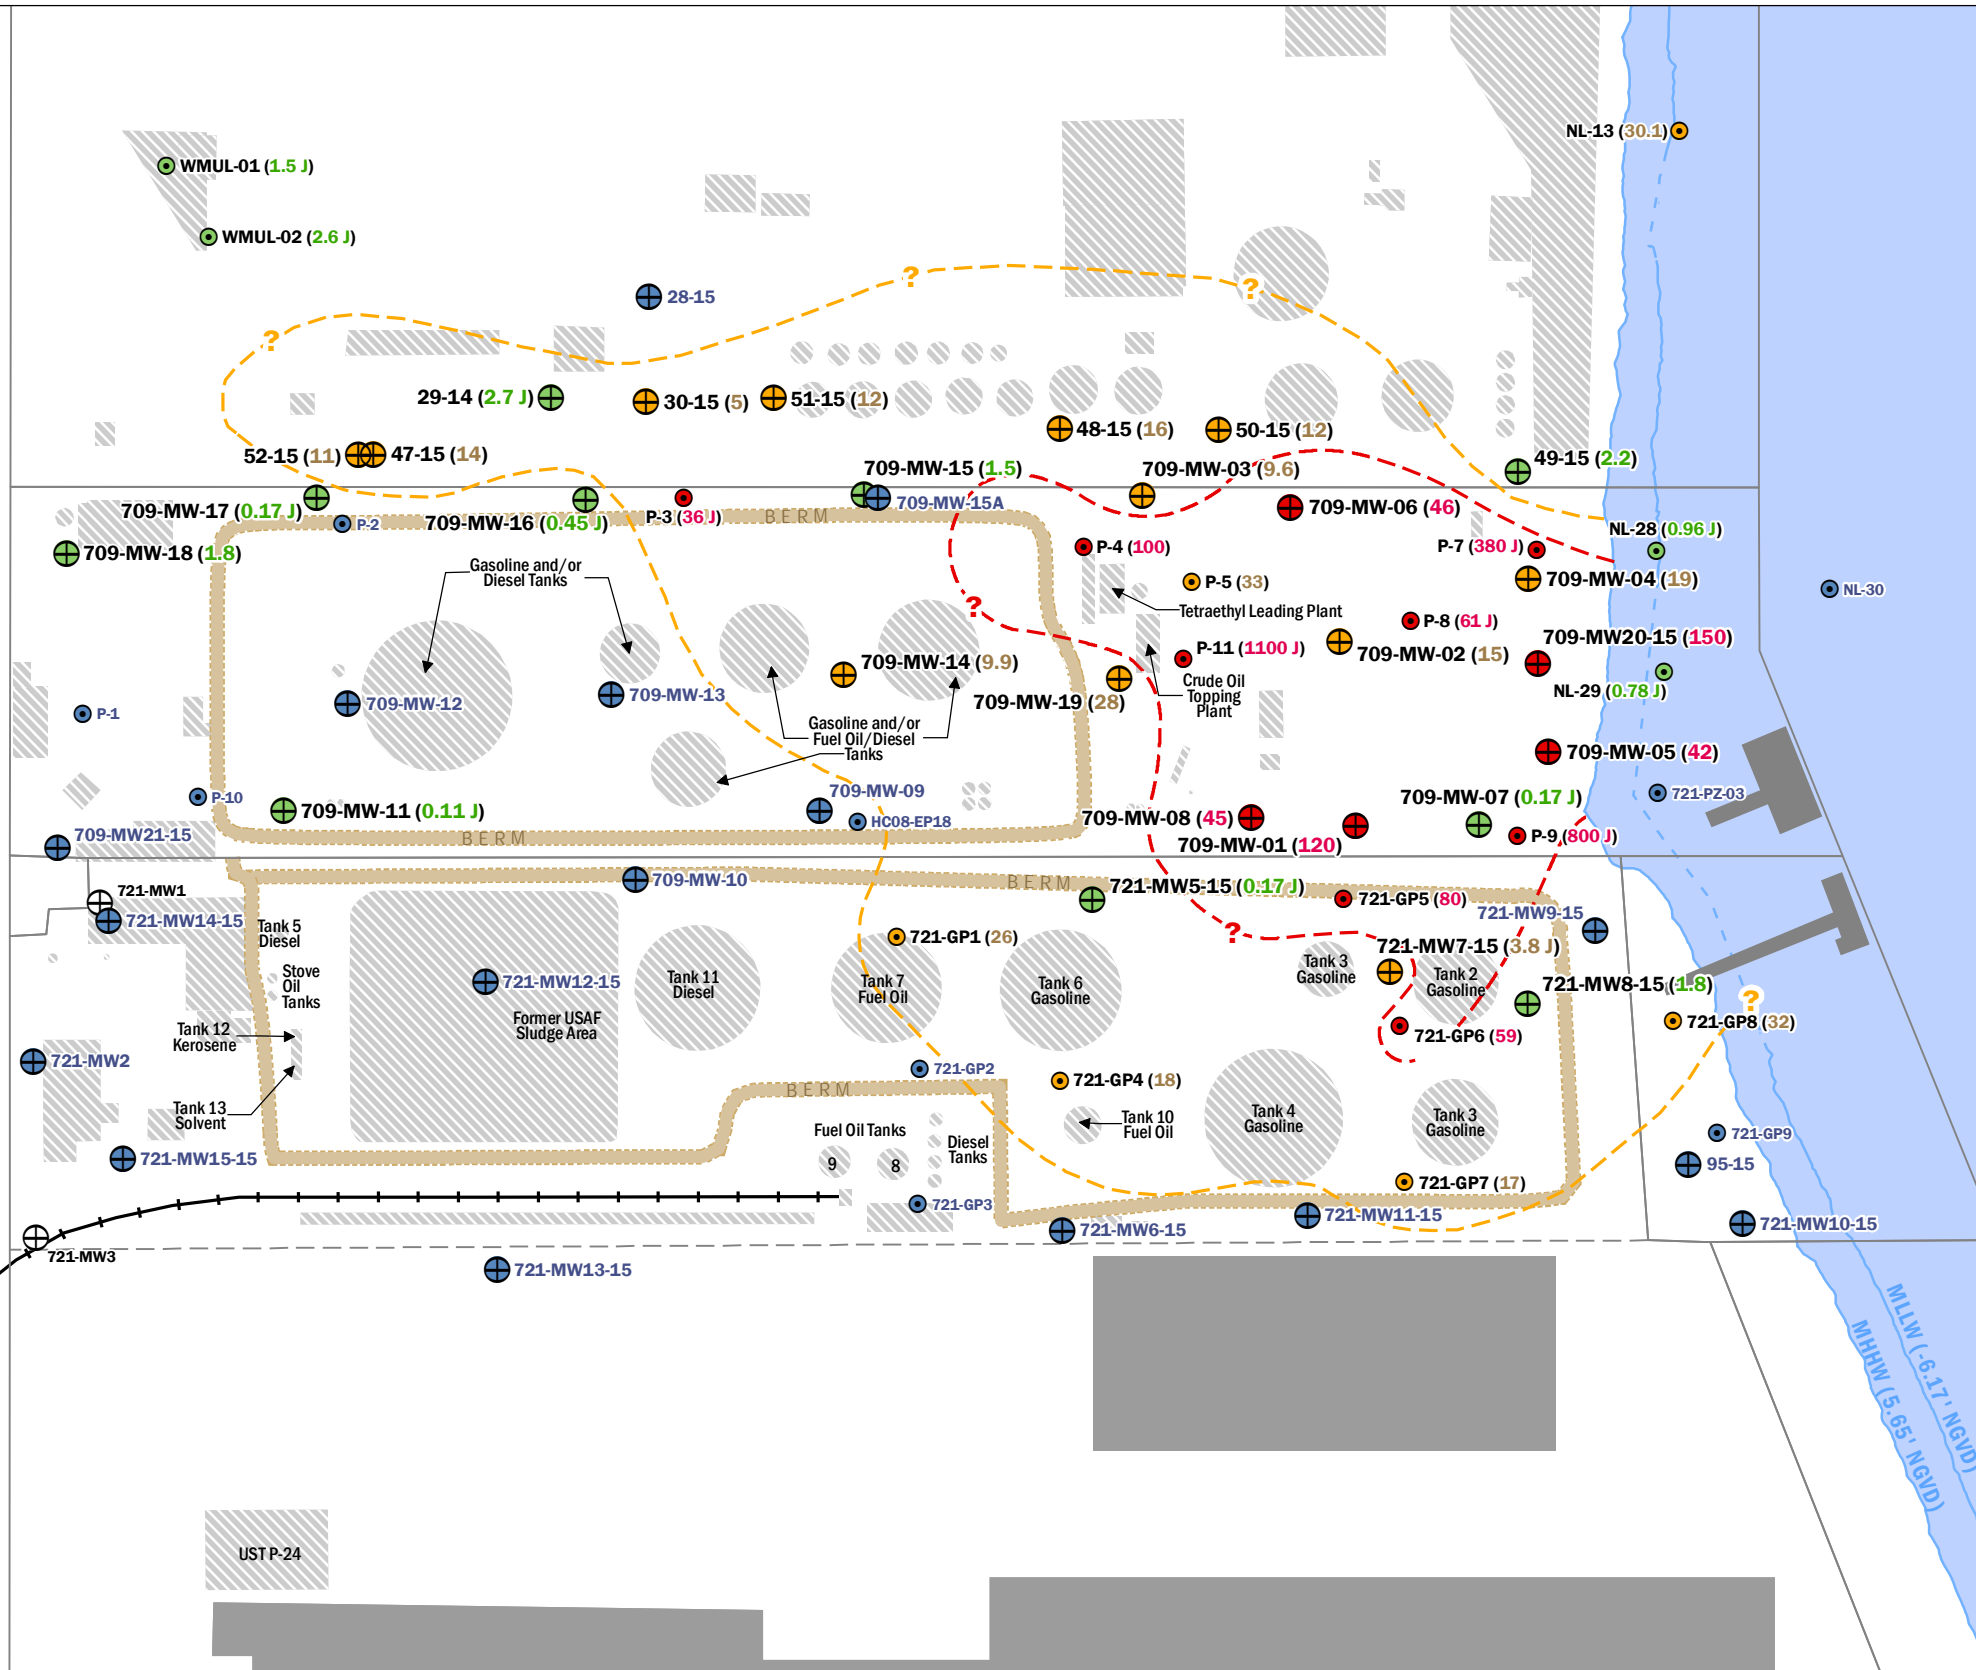 NL-13 (30.1)
WMUL-01 (1.5 J)
WMUL-02 (2.6 J)
?
?
28-15
?
29-14 (2.7 J)
30-15 (5)
51-15 (12)
48-15 (16)
50-15 (12)
52-15 (11)
47-15 (14)
49-15 (2.2)
709-MW-15 (1.5)
709-MW-03 (9.6)
709-MW-17 (0.17 J)
709-MW-15A
709-MW-06 (46)
P-2
709-MW-16 (0.45 J)
P-3 (36 J)
BERM
NL-28 (0.96 J)
709-MW-18 (1.8)
P-4 (100)
P-7 (380 J)
Gasoline and/or
Diesel Tanks
P-5 (33)
709-MW-04 (19)
NL-30
?
Tetraethyl Leading Plant
P-8 (61 J)
709-MW20-15 (150)
P-11 (1100 J)
709-MW-02 (15)
709-MW-14 (9.9)
Crude Oil
Topping
Plant
NL-29 (0.78 J)
709-MW-12
709-MW-13
709-MW-19 (28)
P-1
Gasoline and/or
Fuel Oil/Diesel
Tanks
709-MW-05 (42)
P-10
709-MW-09
709-MW-07 (0.17 J)
721-PZ-03
709-MW-11 (0.11 J)
HC08-EP18
709-MW-08 (45)
709-MW21-15
BERM
709-MW-01 (120)
P-9 (800 J)
721-MW1
709-MW-10
BERM
721-MW5-15 (0.17 J)
721-GP5 (80)
721-MW9-15
721-MW14-15
Tank 5
Diesel
?
721-GP1 (26)
721-MW7-15 (3.8 J)
Stove
Oil
Tanks
721-MW12-15
Tank 11
Diesel
Tank 7
Fuel Oil
Tank 6
Gasoline
Tank 3
Gasoline
Tank 2
Gasoline
721-MW8-15 (1.8)
?
Former USAF
Sludge Area
Tank 12
Kerosene
721-GP6 (59)
721-GP8 (32)
721-MW2
721-GP2
721-GP4 (18)
BERM
Tank 13
Solvent
Fuel Oil Tanks
9
8
Diesel
Tanks
Tank 10
Fuel Oil
Tank 4
Gasoline
Tank 3
Gasoline
721-GP9
721-MW15-15
95-15
721-GP7 (17)
721-GP3
721-MW6-15
721-MW11-15
721-MW10-15
721-MW3
721-MW13-15
MLLW (-6.17' NGVD)
MHHW (5.65' NGVD)
UST P-24